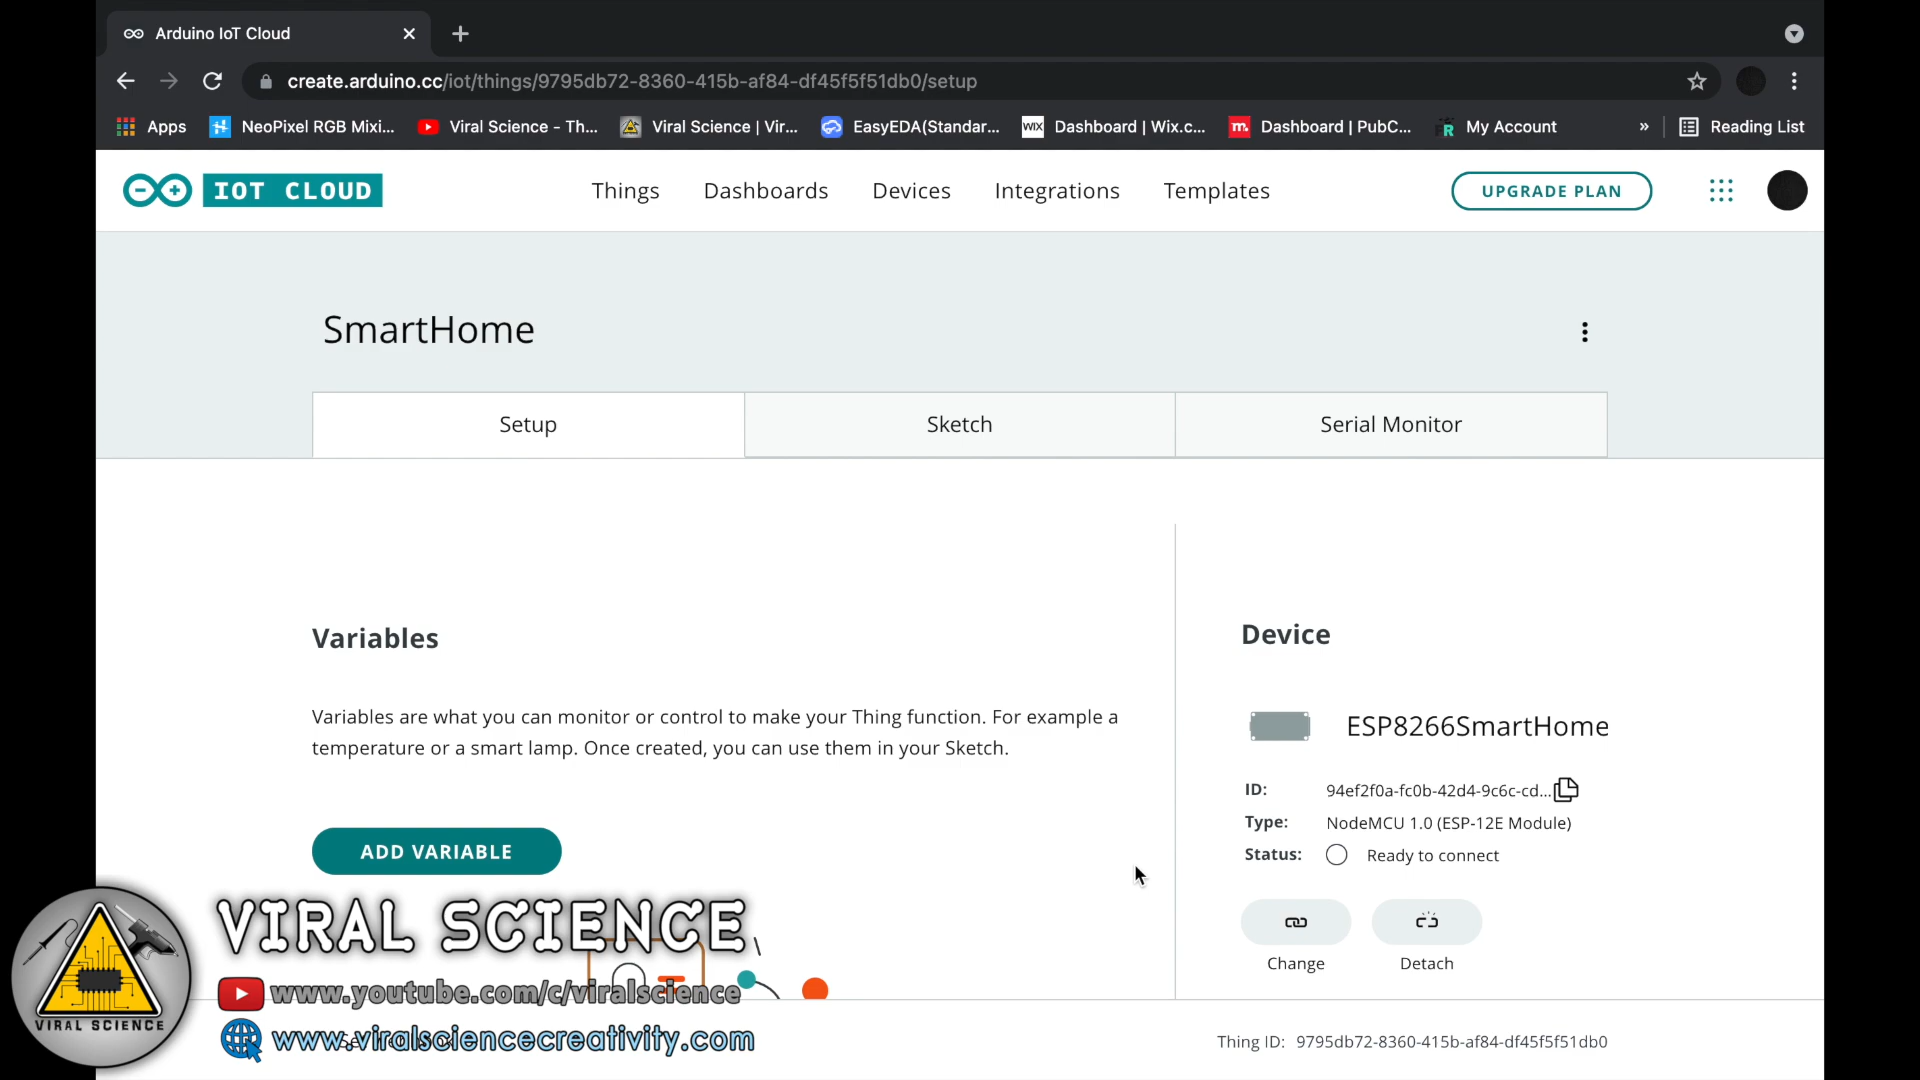 Arduino IoT Cloud
create.arduino.cc/iot/things/9795db72-8360-415b-af84-df45f5f51db0/setup
Apps NeoPixel RGB Mixi... Viral Science - Th... Viral Science | Vir... EasyEDA(Standar... WIX Dashboard | Wix.c... m. Dashboard | PubC... FR My Account » Reading List
IOT CLOUD Things Dashboards Devices Integrations Templates UPGRADE PLAN
SmartHome
Setup Sketch Serial Monitor
Variables
Variables are what you can monitor or control to make your Thing function. For example a
temperature or a smart lamp. Once created, you can use them in your Sketch.
ADD VARIABLE
Device
ESP8266SmartHome
ID: 94ef2f0a-fc0b-42d4-9c6c-cd...
Type: NodeMCU 1.0 (ESP-12E Module)
Status: Ready to connect
Change Detach
VIRAL SCIENCE
VIRAL SCIENCE
www.youtube.com/c/viralscience
www.viralsciencecreativity.com
Thing ID: 9795db72-8360-415b-af84-df45f5f51db0